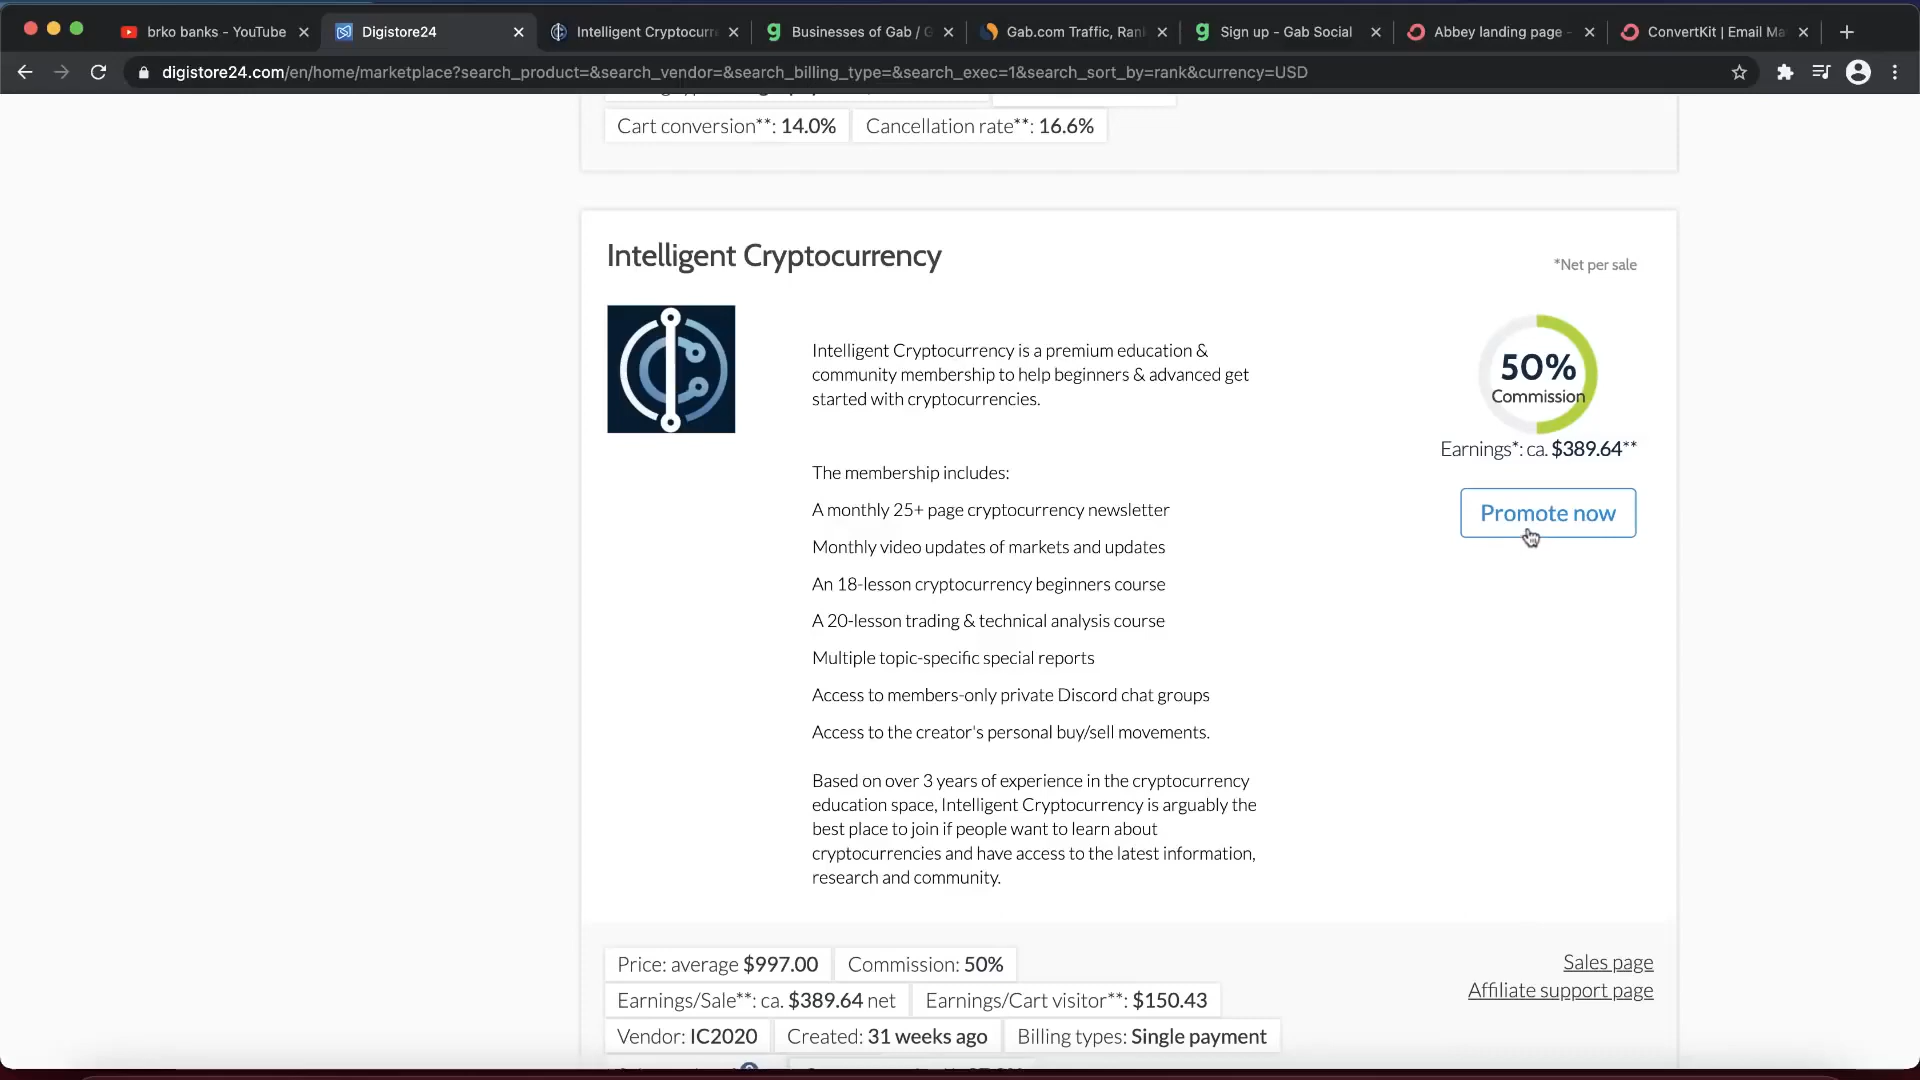 brko banks - YouTube
Digistore24
Intelligent Cryptocurr
Businesses of Gab / G
Gab.com Traffic, Ran
Sign up - Gab Social
Abbey landing page -
ConvertKit | Email Ma
digistore24.com/en/home/marketplace?search_product=&search_vendor=&search_billing_type=&search_exec=1&search_sort_by=rank&currency=USD
Cart conversion**: 14.0%
Cancellation rate**: 16.6%
Intelligent Cryptocurrency
*Net per sale
Intelligent Cryptocurrency is a premium education &
community membership to help beginners & advanced get
started with cryptocurrencies.
50%
Commission
Earnings*: ca. $389.64**
Promote now
The membership includes:
A monthly 25+ page cryptocurrency newsletter
Monthly video updates of markets and updates
An 18-lesson cryptocurrency beginners course
A 20-lesson trading & technical analysis course
Multiple topic-specific special reports
Access to members-only private Discord chat groups
Access to the creator's personal buy/sell movements.
Based on over 3 years of experience in the cryptocurrency
education space, Intelligent Cryptocurrency is arguably the
best place to join if people want to learn about
cryptocurrencies and have access to the latest information,
research and community.
Price: average $997.00
Commission: 50%
Sales page
Earnings/Sale**: ca. $389.64 net
Earnings/Cart visitor**: $150.43
Affiliate support page
Vendor: IC2020
Created: 31 weeks ago
Billing types: Single payment